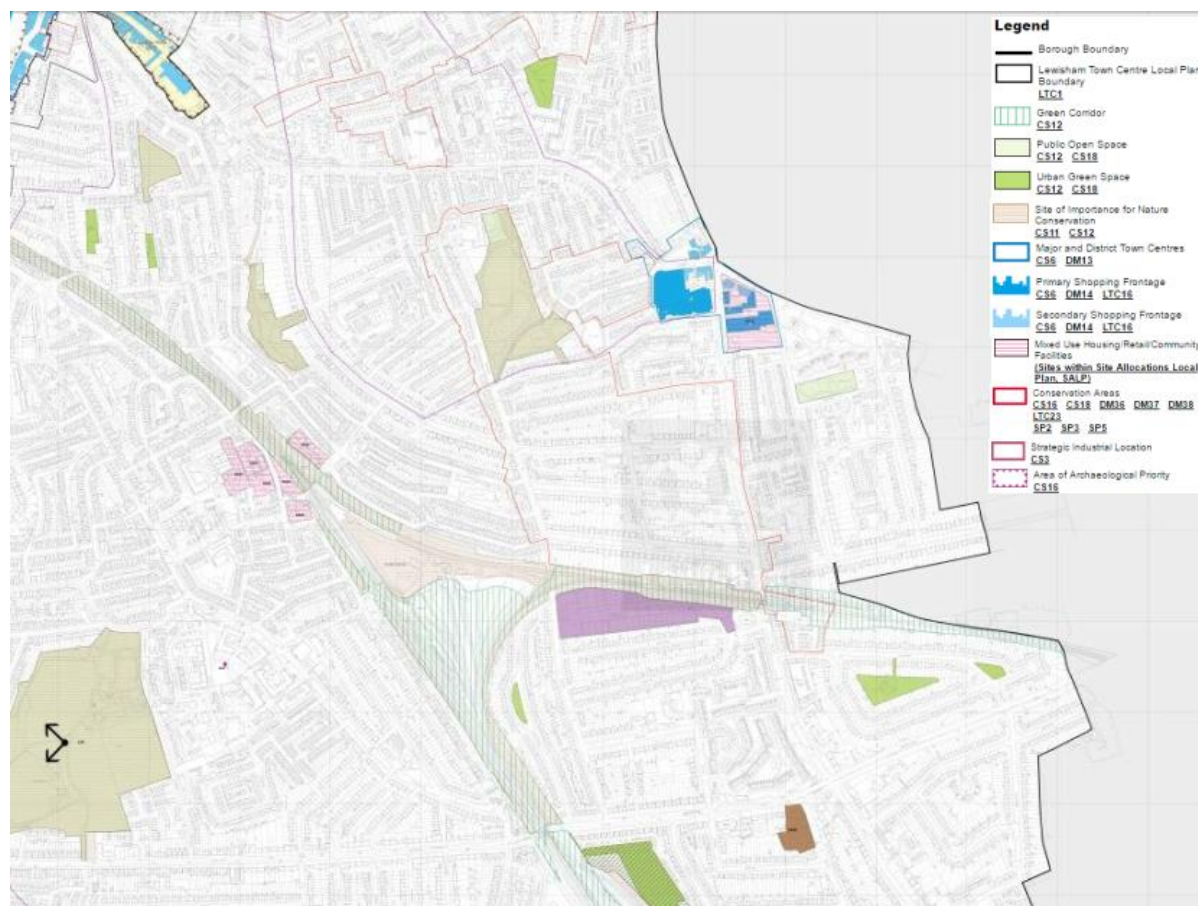 Legend
Borough Boundary
Lewisham Town Centre Local Plan
Boundary
LTC1
Green Corridor
CS12
Public Open Space
CS12 CS18
Urban Green Space
CS12 CS18
Site of Importance for Nature
Conservation
CS11 CS12
Major and District Town Centres
CS6 DM13
Primary Shopping Frontage
CS6 DM14 LTC16
Secondary Shopping Frontage
CS6 DM14 LTC16
Mixed Use Housing/Retail/Community
Facilities
(Sites within Site Allocations Local
Plan, SALP)
Conservation Areas
CS16 CS18 DM36 DM37 DM38
LTC23
SP2 SP3 SP5
Strategic Industrial Location
CS3
Area of Archaeological Priority
CS16